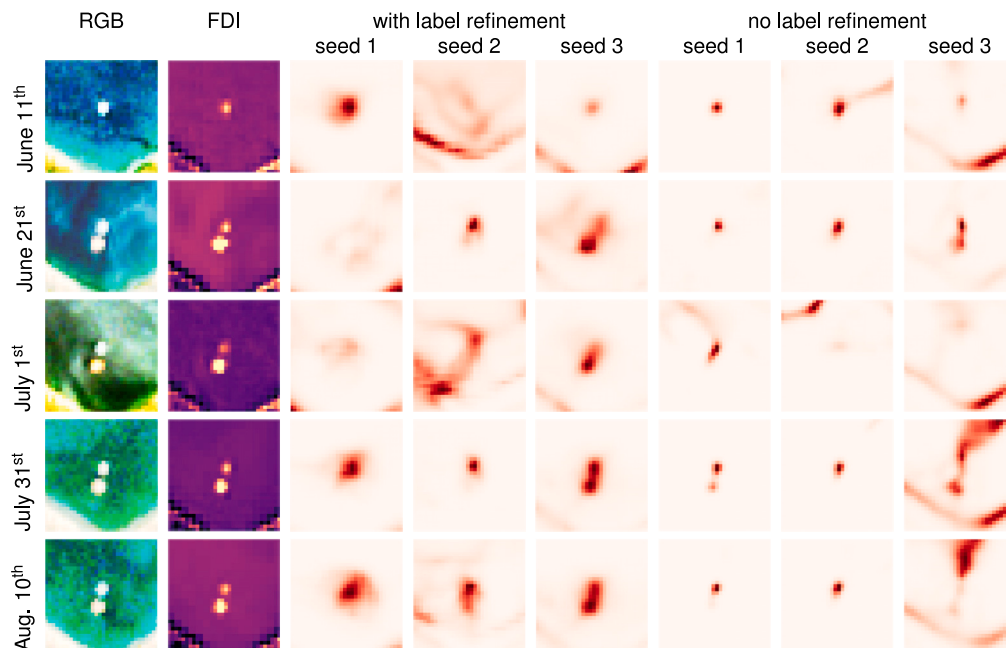 RGB FDI with label refinement no label refinement
seed 1 seed 2 seed 3 seed 1 seed 2 seed 3
June 11th
June 21st
July 1st
July 31st
Aug. 10th